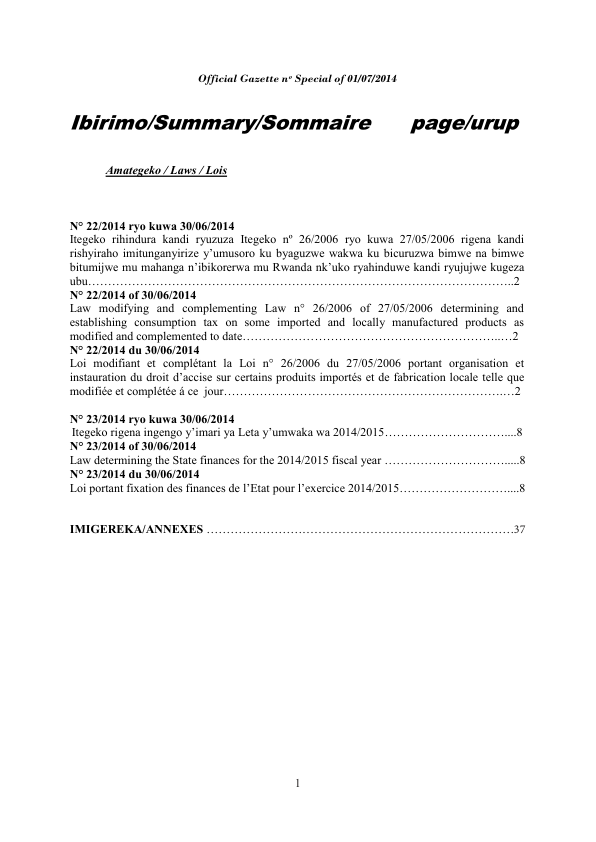 Official Gazette nº Special of 01/07/2014
Ibirimo/Summary/Sommaire page/urup
Amategeko / Laws / Lois
N° 22/2014 ryo kuwa 30/06/2014
Itegeko rihindura kandi ryuzuza Itegeko nº 26/2006 ryo kuwa 27/05/2006 rigena kandi
rishyiraho imitunganyirize y’umusoro ku byaguzwe wakwa ku bicuruzwa bimwe na bimwe
bitumijwe mu mahanga n’ibikorerwa mu Rwanda nk’uko ryahinduwe kandi ryujujwe kugeza
ubu……………………………………………………………………………………………..2
N° 22/2014 of 30/06/2014
Law modifying and complementing Law n° 26/2006 of 27/05/2006 determining and
establishing consumption tax on some imported and locally manufactured products as
modified and complemented to date………………………………………………………...…2
N° 22/2014 du 30/06/2014
Loi modifiant et complétant la Loi n° 26/2006 du 27/05/2006 portant organisation et
instauration du droit d’accise sur certains produits importés et de fabrication locale telle que
modifiée et complétée á ce jour…………………………………………………………….…2
N° 23/2014 ryo kuwa 30/06/2014
Itegeko rigena ingengo y’imari ya Leta y’umwaka wa 2014/2015…………………………....8
N° 23/2014 of 30/06/2014
Law determining the State finances for the 2014/2015 fiscal year ………………………….....8
N° 23/2014 du 30/06/2014
Loi portant fixation des finances de l’Etat pour l’exercice 2014/2015………………………....8
IMIGEREKA/ANNEXES …………………………………………………………………37
1